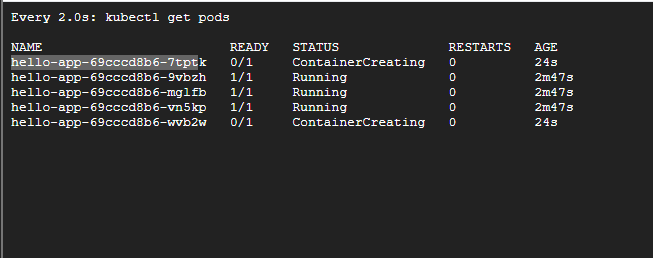 Every 2.0s: kubectl get pods
NAME READY STATUS RESTARTS AGE
hello-app-69cccd8b6-7tptk 0/1 ContainerCreating 0 24s
hello-app-69cccd8b6-9vbzh 1/1 Running 0 2m47s
hello-app-69cccd8b6-mglfb 1/1 Running 0 2m47s
hello-app-69cccd8b6-vn5kp 1/1 Running 0 2m47s
hello-app-69cccd8b6-wvb2w 0/1 ContainerCreating 0 24s